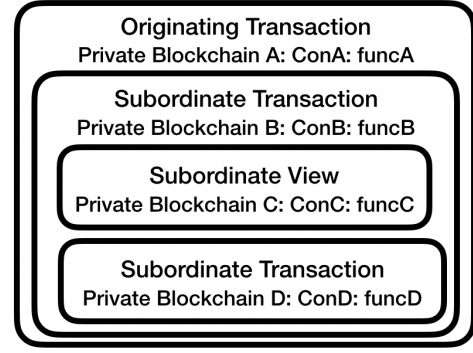 Originating Transaction
Private Blockchain A: ConA: funcA
Subordinate Transaction
Private Blockchain B: ConB: funcB
Subordinate View
Private Blockchain C: ConC: funcC
Subordinate Transaction
Private Blockchain D: ConD: funcD